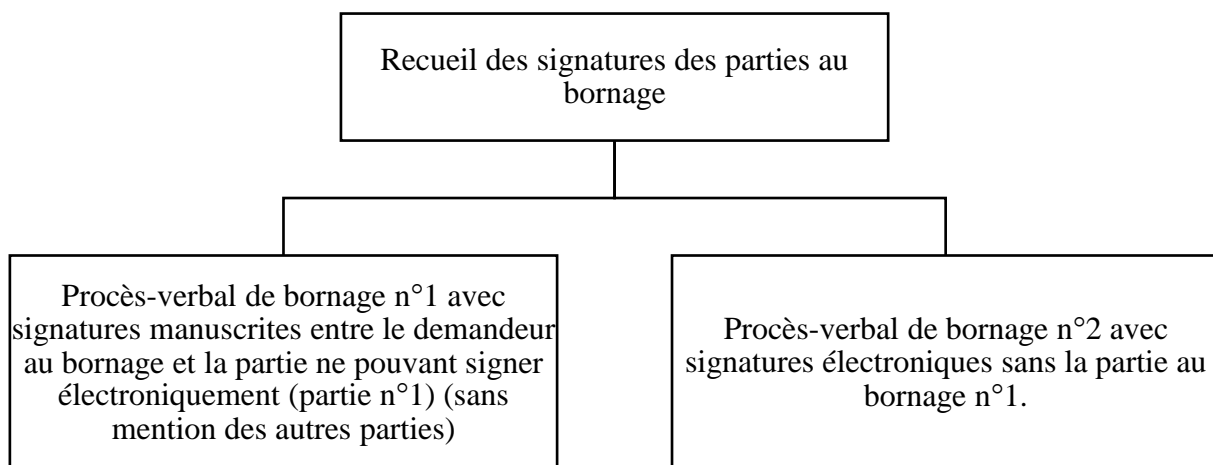 Recueil des signatures des parties au
bornage
Procès-verbal de bornage n°1 avec
signatures manuscrites entre le demandeur
au bornage et la partie ne pouvant signer
électroniquement (partie n°1) (sans
mention des autres parties)
Procès-verbal de bornage n°2 avec
signatures électroniques sans la partie au
bornage n°1.